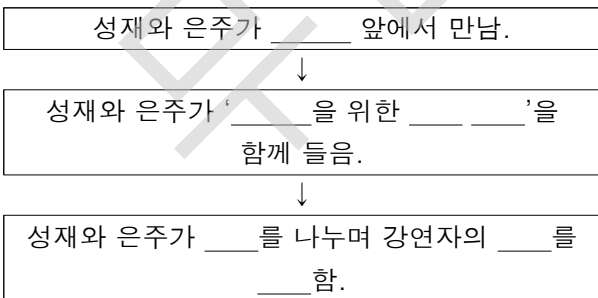 성재와 은주가 ______ 앞에서 만남.
↓
성재와 은주가 ‘______을 위한 ____ ____’을
함께 들음.
↓
성재와 은주가 ____를 나누며 강연자의 ____를
____함.